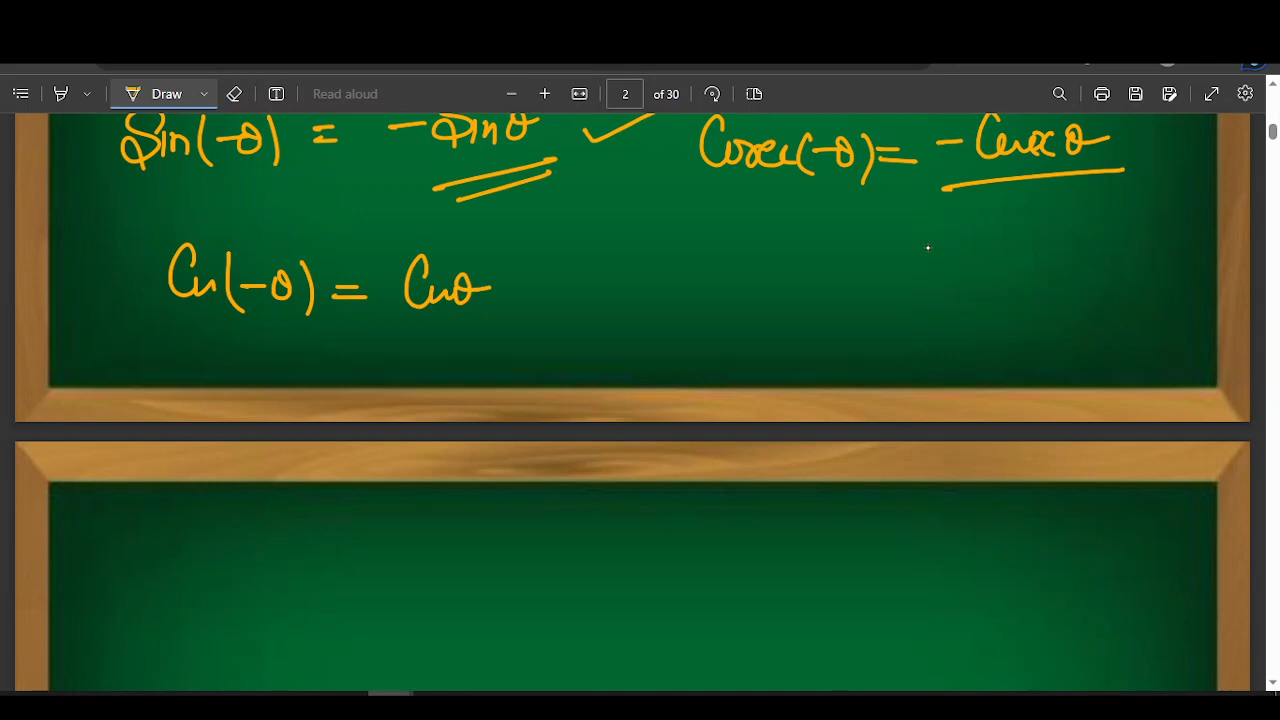 Draw Read aloud 2 of 30
Sin(-θ) = -Sinθ ✓ Cosec(-θ) = -Cosecθ
Cos(-θ) = Cosθ